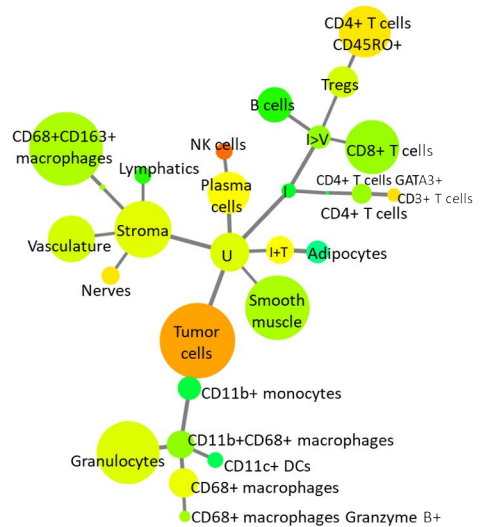 CD4+ T cells
CD45RO+
Tregs
B cells
I>V
CD8+ T cells
CD68+CD163+
macrophages
NK cells
Lymphatics
Plasma
cells
I
CD4+ T cells GATA3+
CD3+ T cells
CD4+ T cells
Stroma
Vasculature
U
I+T
Adipocytes
Nerves
Smooth
muscle
Tumor
cells
CD11b+ monocytes
CD11b+CD68+ macrophages
Granulocytes
CD11c+ DCs
CD68+ macrophages
CD68+ macrophages Granzyme B+